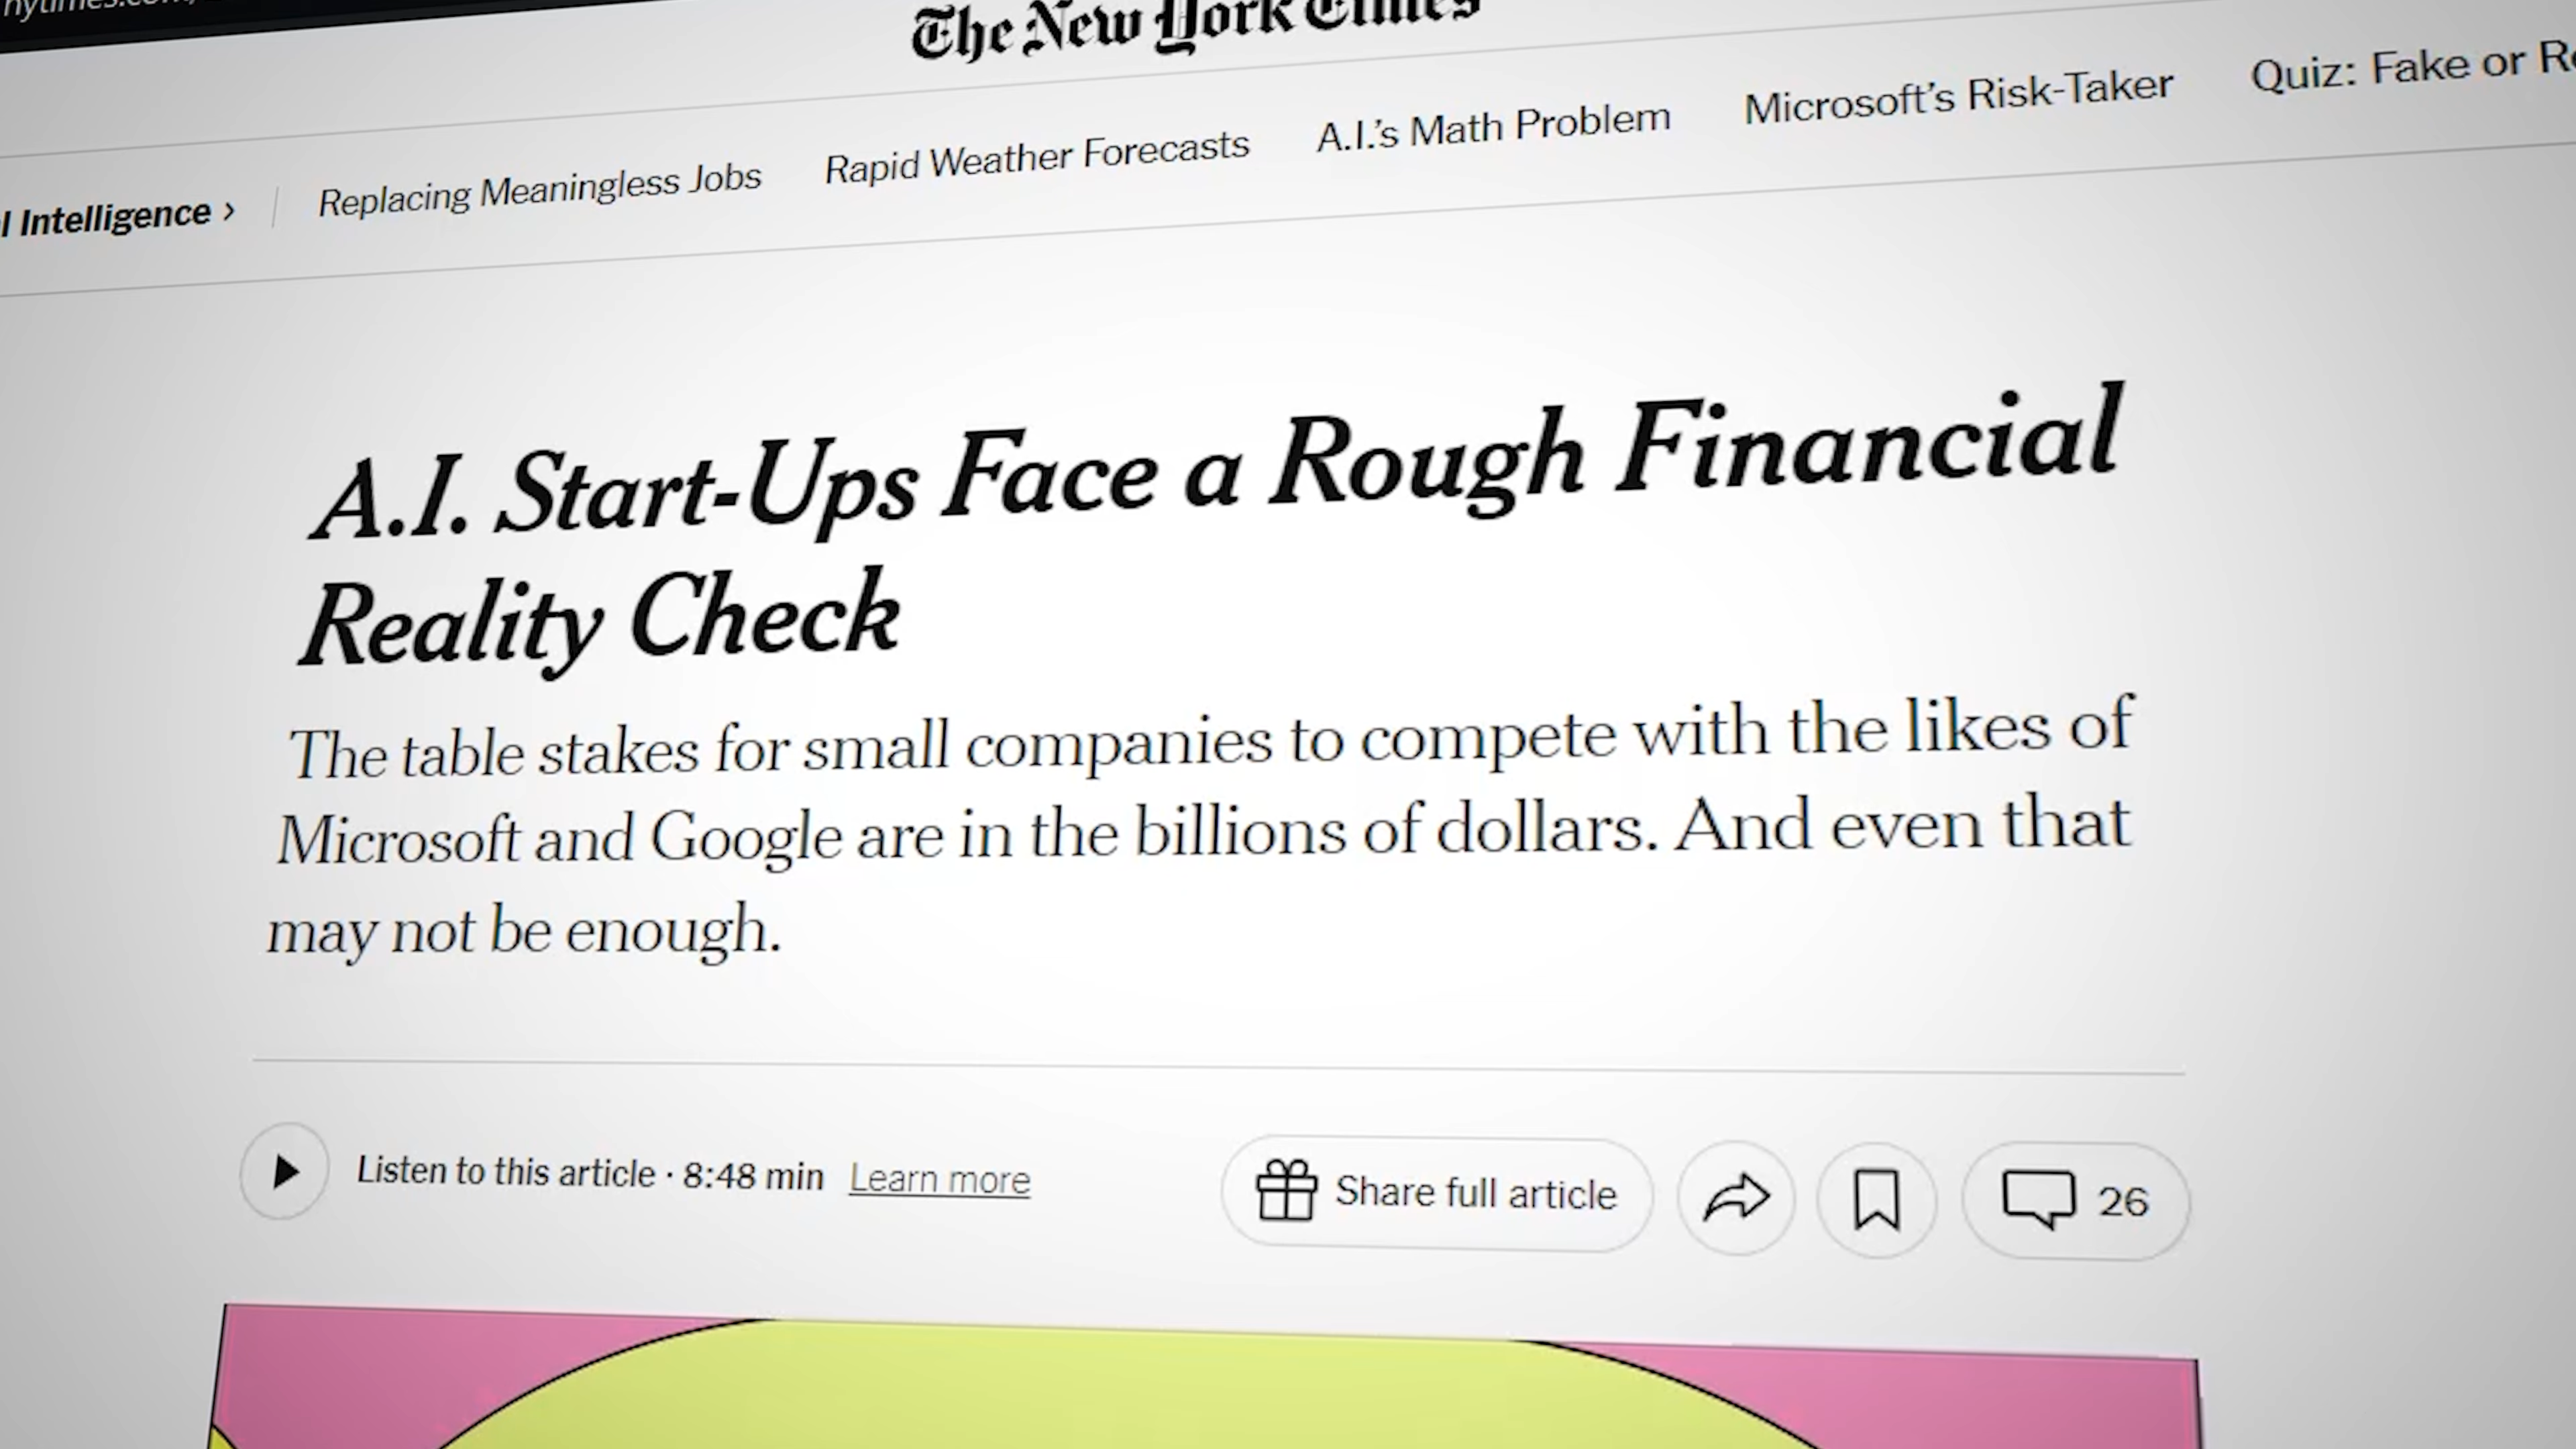 The New York Times
Intelligence >
Replacing Meaningless Jobs
Rapid Weather Forecasts
A.I.'s Math Problem
Microsoft's Risk-Taker
Quiz: Fake or
A.I. Start-Ups Face a Rough Financial
Reality Check
The table stakes for small companies to compete with the likes of
Microsoft and Google are in the billions of dollars. And even that
may not be enough.
Listen to this article · 8:48 min Learn more
Share full article
26